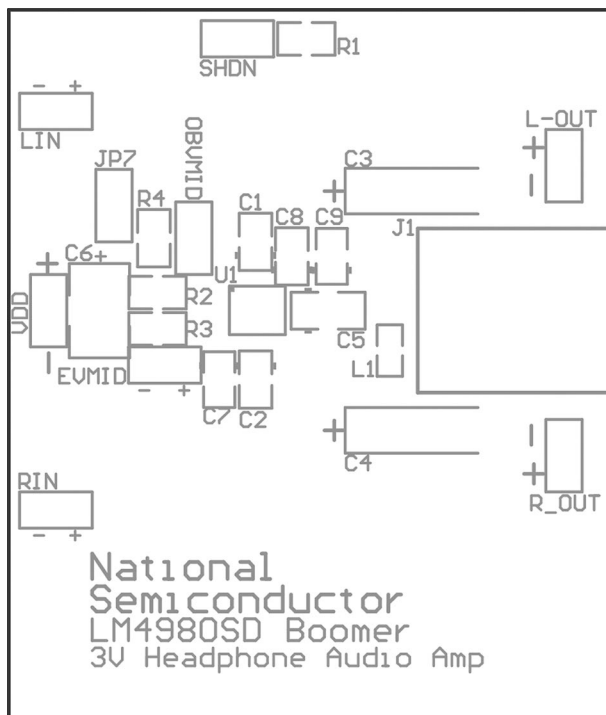 SHDN
R1
- +
LIN
L-OUT
+
-
OBVMID
JP7
R4
C3
+
C1
C8
C9
J1
C6+
U1
+
VDD
-
R2
R3
C5
L1
EVMID
- +
C7
C2
+
C4
-
+
R_OUT
RIN
- +
National
Semiconductor
LM4980SD Boomer
3V Headphone Audio Amp